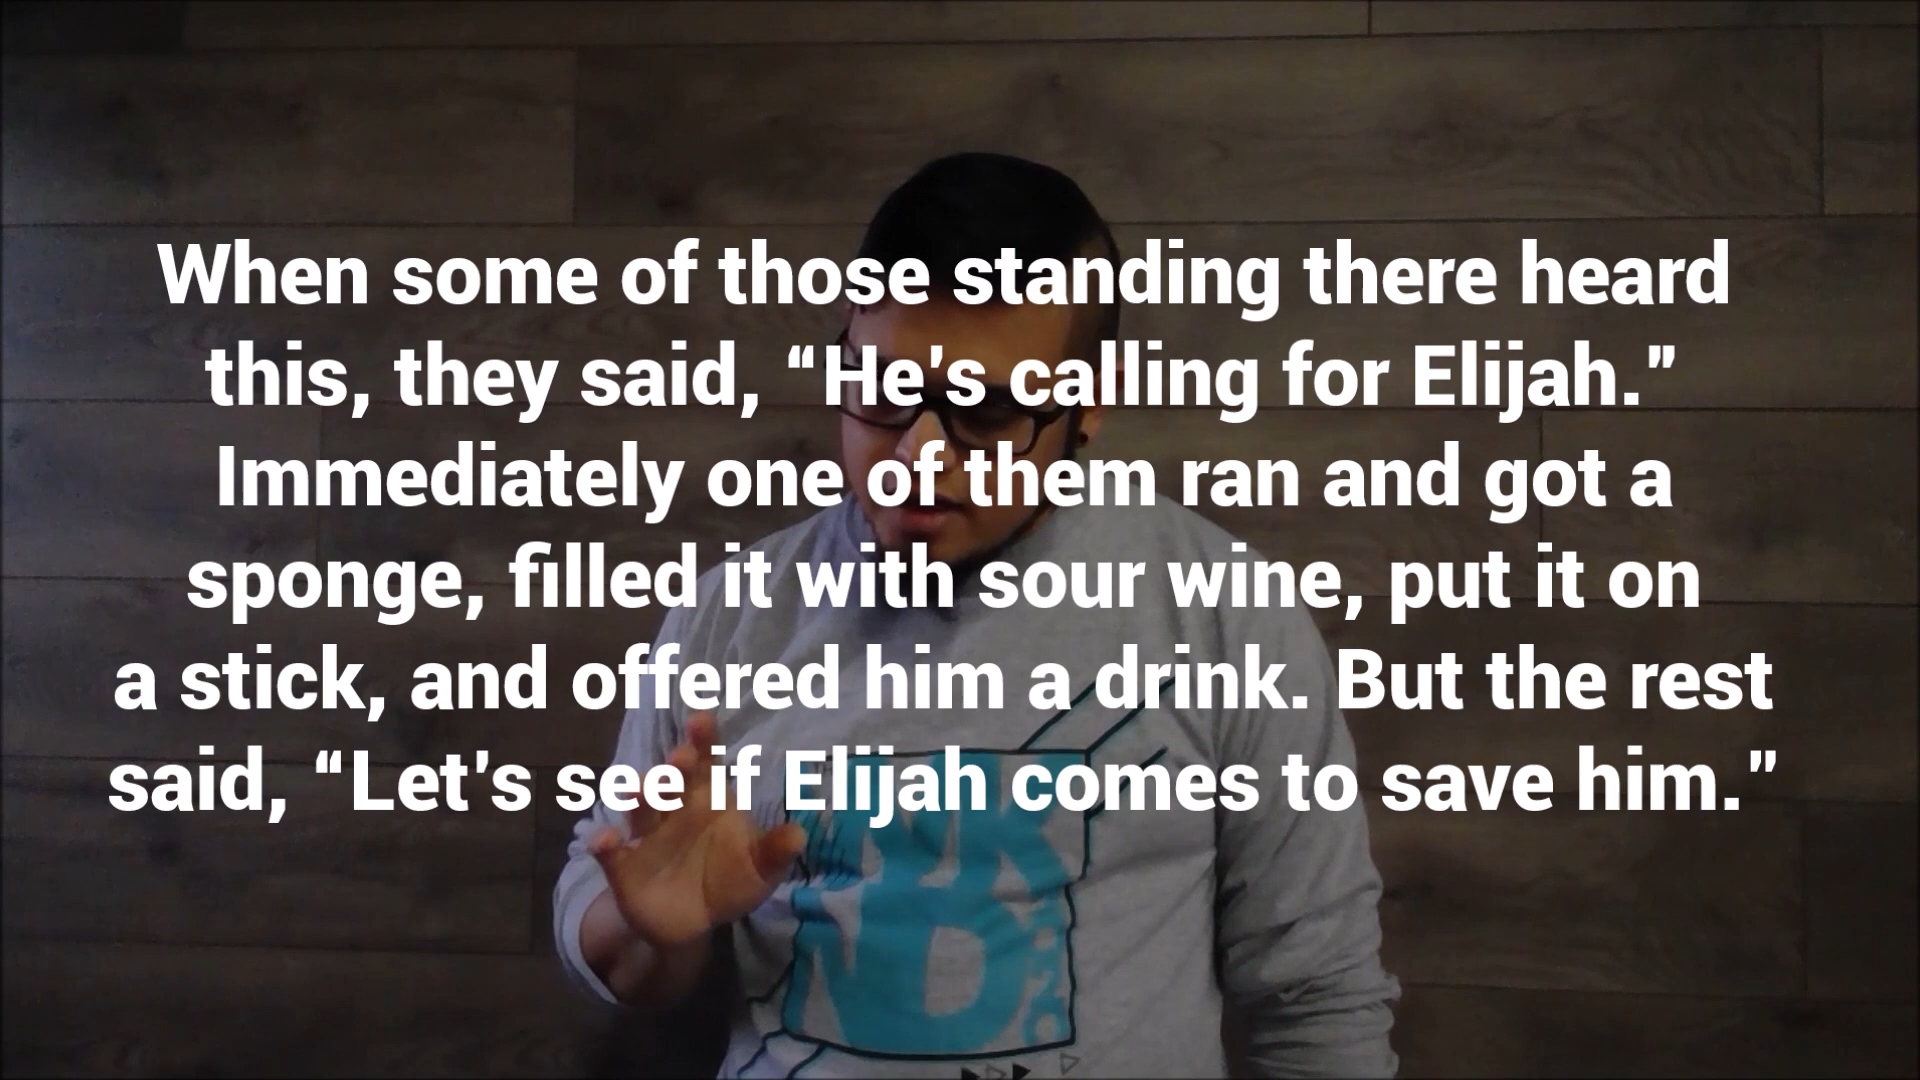 When some of those standing there heard
this, they said, “He’s calling for Elijah.”
Immediately one of them ran and got a
sponge, filled it with sour wine, put it on
a stick, and offered him a drink. But the rest
said, “Let’s see if Elijah comes to save him.”